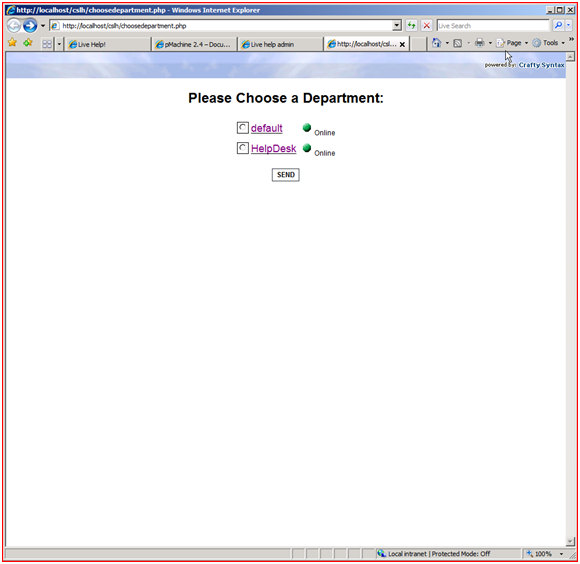 http://localhost/cslh/choosedepartment.php - Windows Internet Explorer
http://localhost/cslh/choosedepartment.php
Live Search
Live Help!
pMachine 2.4 – Docu...
Live help admin
http://localhost/csl...
Page
Tools
powered by: Crafty Syntax
Please Choose a Department:
default Online
HelpDesk Online
SEND
Local intranet | Protected Mode: Off
100%